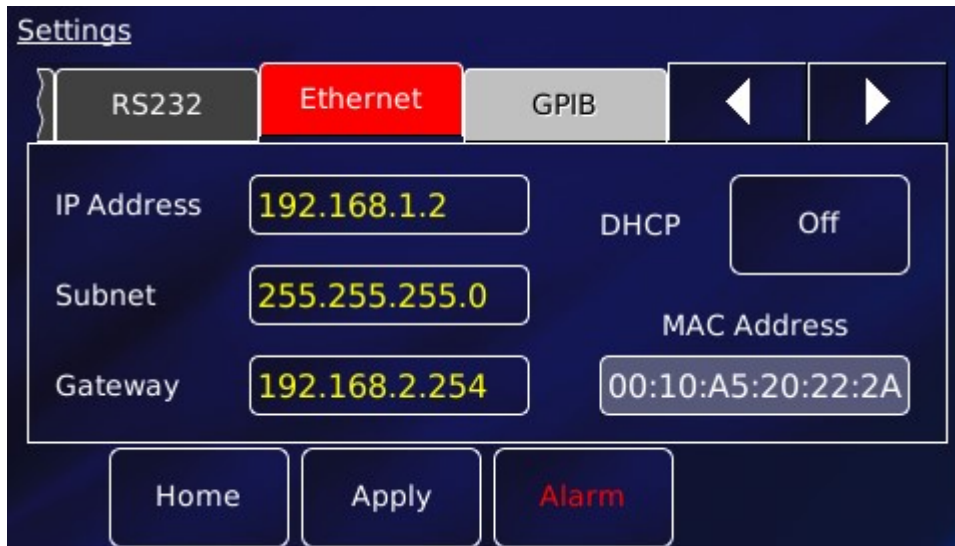 Settings
RS232 Ethernet GPIB
IP Address 192.168.1.2 DHCP Off
Subnet 255.255.255.0
MAC Address
Gateway 192.168.2.254 00:10:A5:20:22:2A
Home Apply Alarm